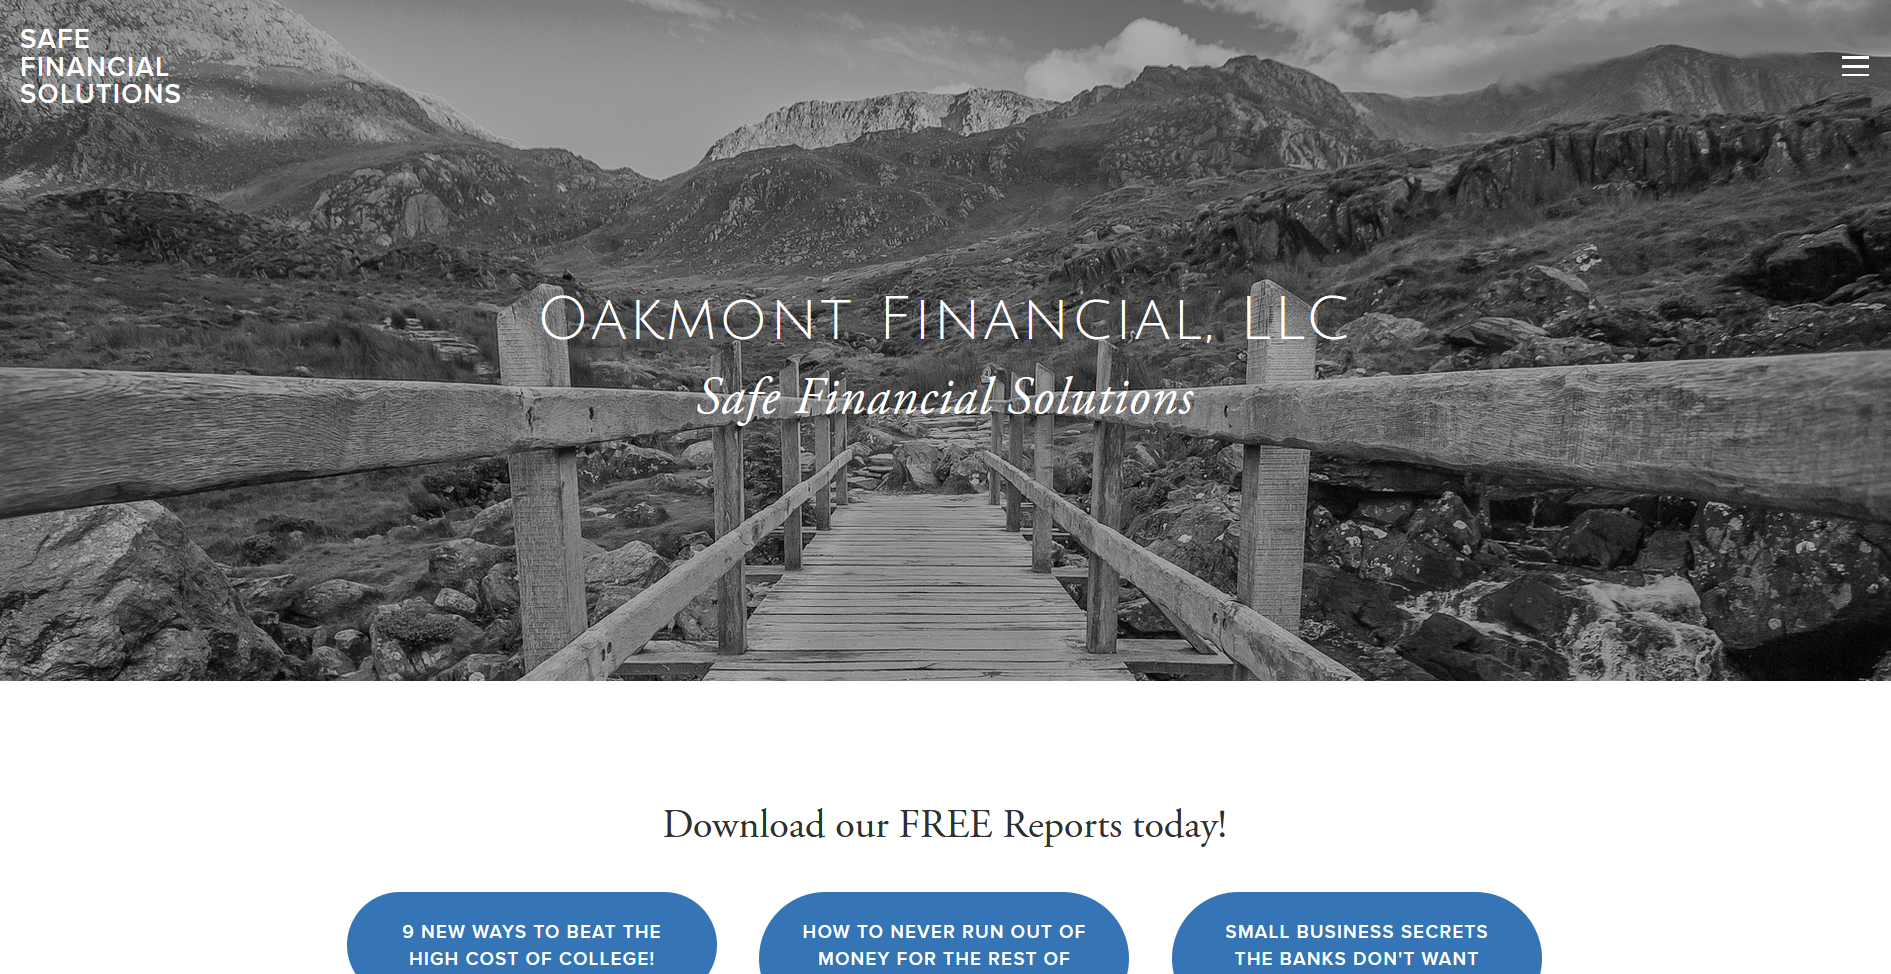 SAFE
FINANCIAL
SOLUTIONS
OAKMONT FINANCIAL, LLC
Safe Financial Solutions
Download our FREE Reports today!
9 NEW WAYS TO BEAT THE
HIGH COST OF COLLEGE!
HOW TO NEVER RUN OUT OF
MONEY FOR THE REST OF
SMALL BUSINESS SECRETS
THE BANKS DON'T WANT